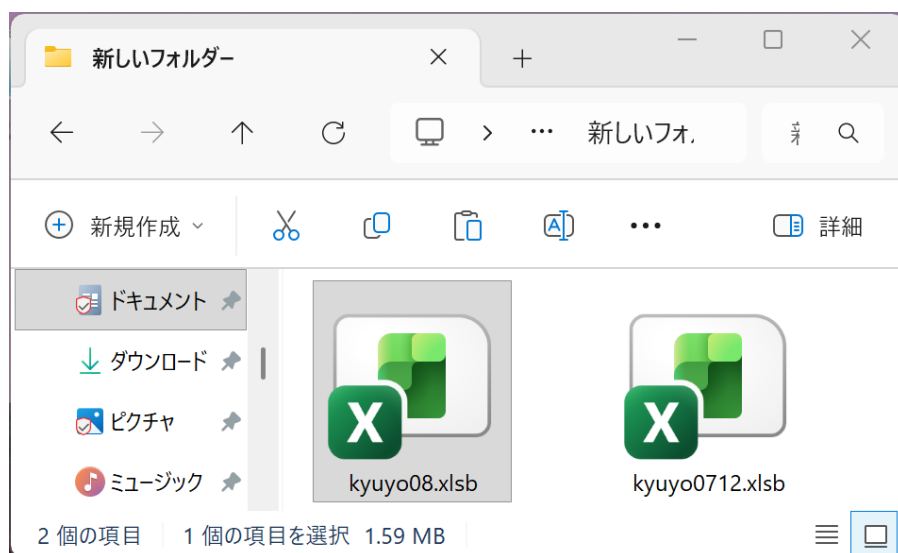 新しいフォルダー
新しいフォ
新規作成
詳細
ドキュメント
ダウンロード
ピクチャ
ミュージック
X
kyuyo08.xlsb
X
kyuyo0712.xlsb
2 個の項目 1 個の項目を選択 1.59 MB